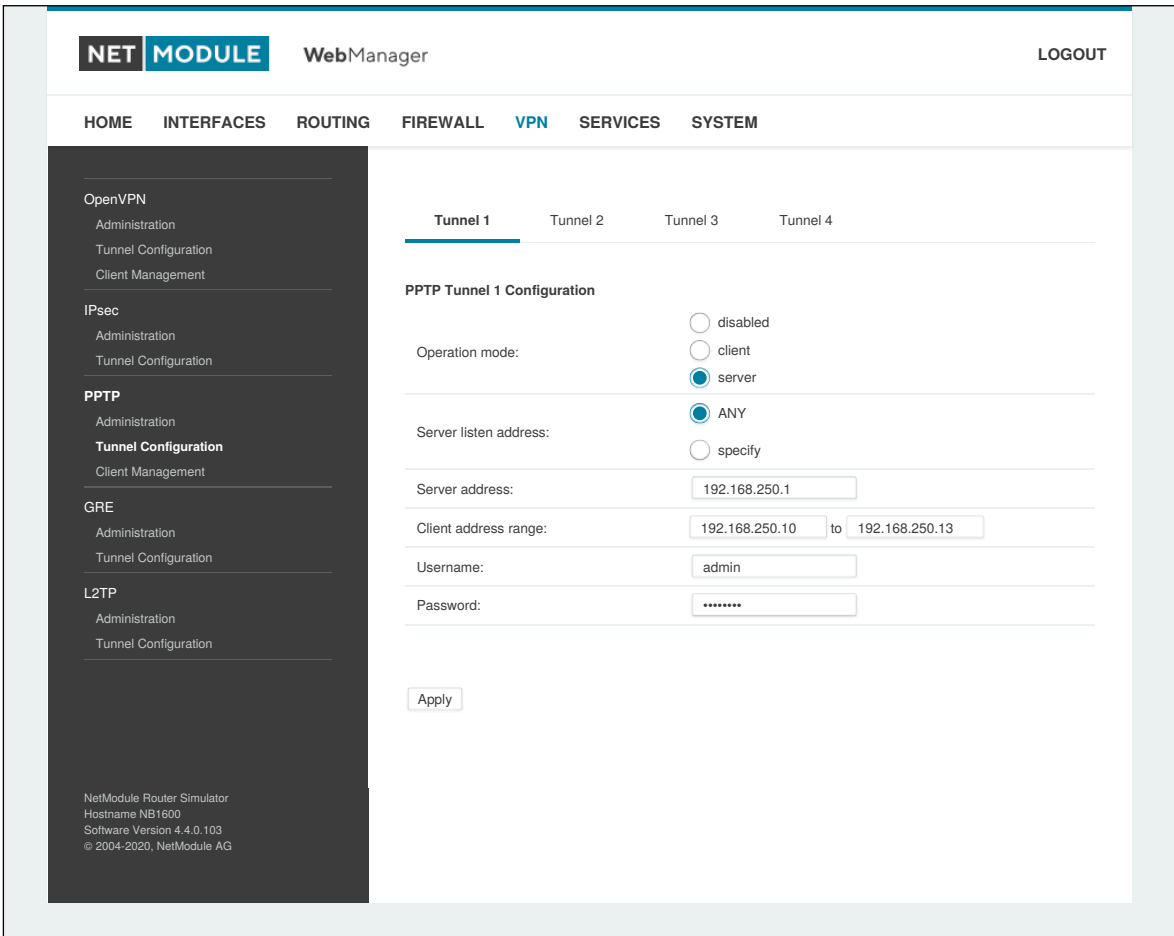 NET MODULE WebManager LOGOUT
HOME INTERFACES ROUTING FIREWALL VPN SERVICES SYSTEM
OpenVPN
Administration
Tunnel Configuration
Client Management
IPsec
Administration
Tunnel Configuration
PPTP
Administration
Tunnel Configuration
Client Management
GRE
Administration
Tunnel Configuration
L2TP
Administration
Tunnel Configuration
NetModule Router Simulator
Hostname NB1600
Software Version 4.4.0.103
© 2004-2020, NetModule AG
Tunnel 1 Tunnel 2 Tunnel 3 Tunnel 4
PPTP Tunnel 1 Configuration
Operation mode:
disabled
client
server
Server listen address:
ANY
specify
Server address: 192.168.250.1
Client address range: 192.168.250.10 to 192.168.250.13
Username: admin
Password: ••••••••
Apply